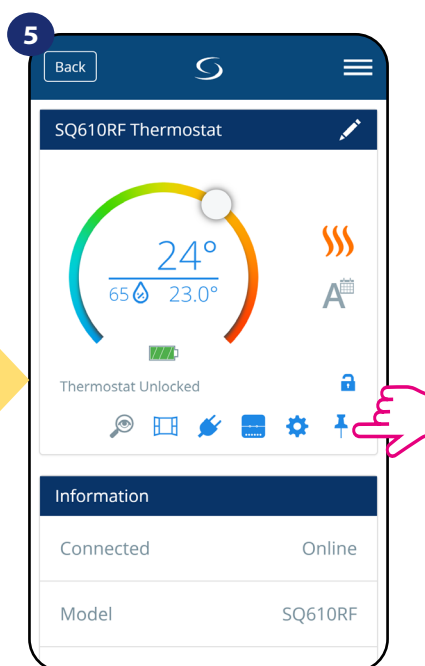 5
Back
SQ610RF Thermostat
24°
65 23.0°
A
Thermostat Unlocked
Information
Connected Online
Model SQ610RF